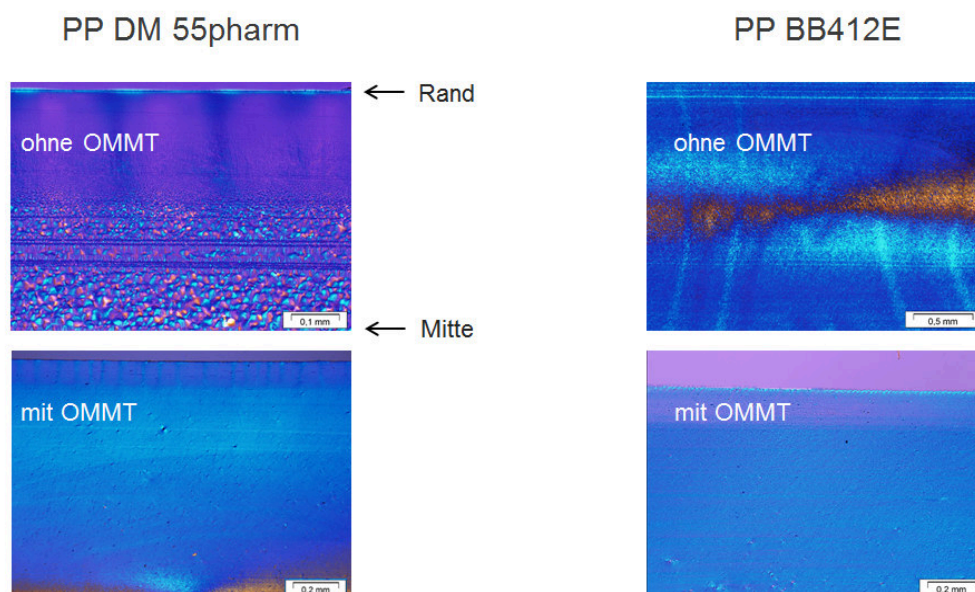 PP DM 55pharm
PP BB412E
Rand
ohne OMMT
ohne OMMT
0,1 mm
0,5 mm
Mitte
mit OMMT
mit OMMT
0,2 mm
0,2 mm